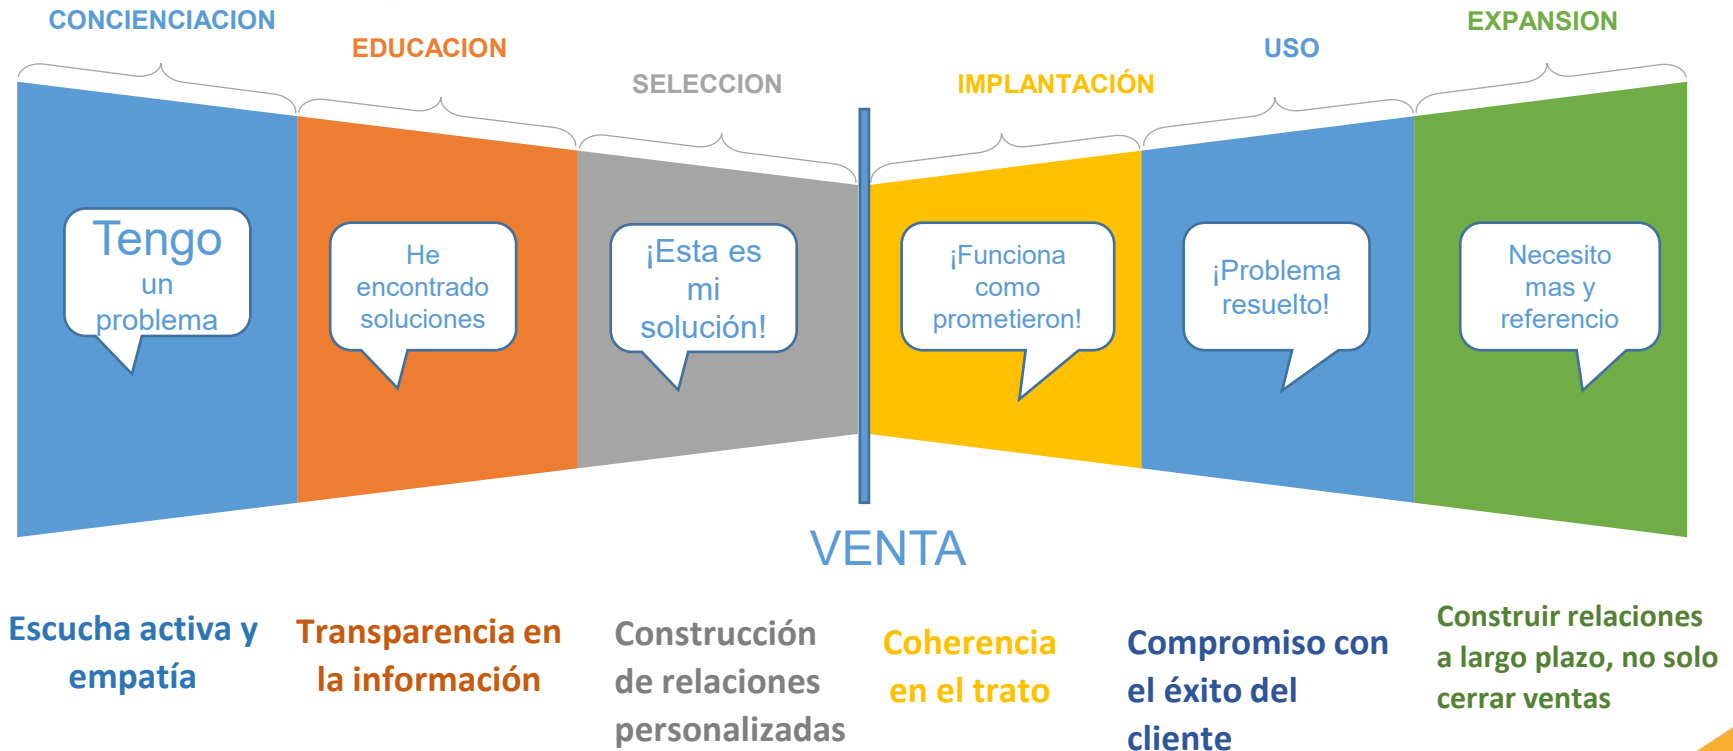 CONCIENCIACION
EDUCACION
SELECCION
IMPLANTACIÓN
USO
EXPANSION
Tengo
un
problema
He
encontrado
soluciones
¡Esta es
mi
solución!
¡Funciona
como
prometieron!
¡Problema
resuelto!
Necesito
mas y
referencio
VENTA
Escucha activa y
empatía
Transparencia en
la información
Construcción
de relaciones
personalizadas
Coherencia
en el trato
Compromiso con
el éxito del
cliente
Construir relaciones
a largo plazo, no solo
cerrar ventas